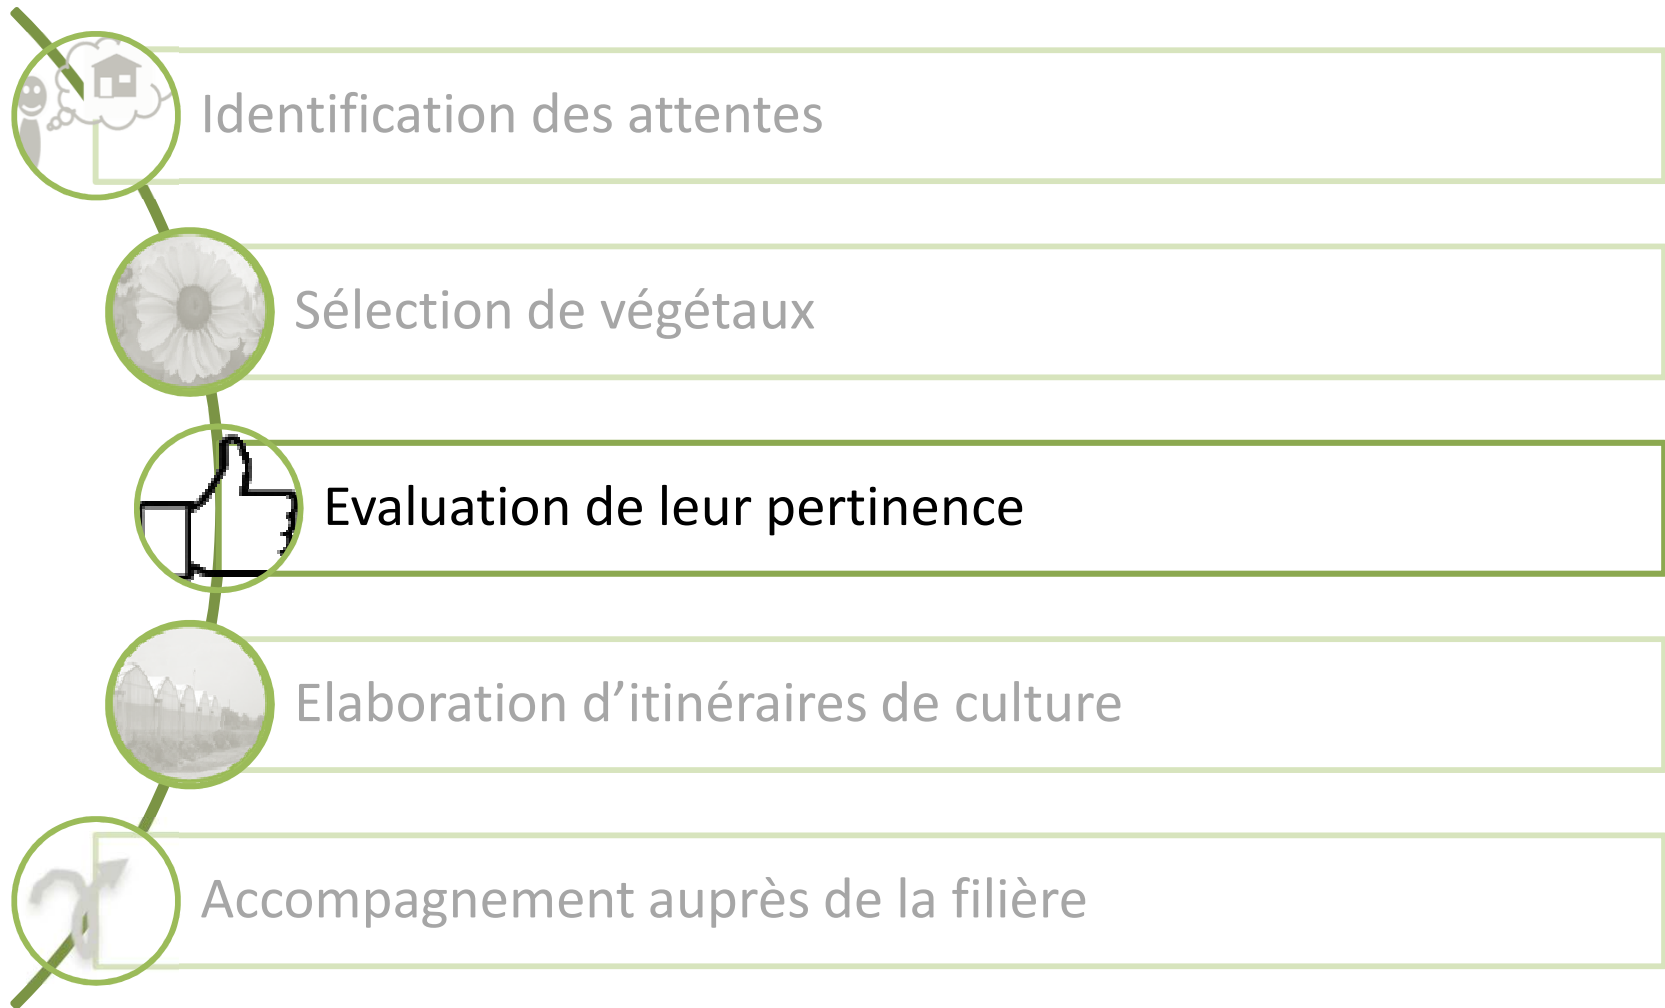 Identification des attentes
Sélection de végétaux
Evaluation de leur pertinence
Elaboration d’itinéraires de culture
Accompagnement auprès de la filière